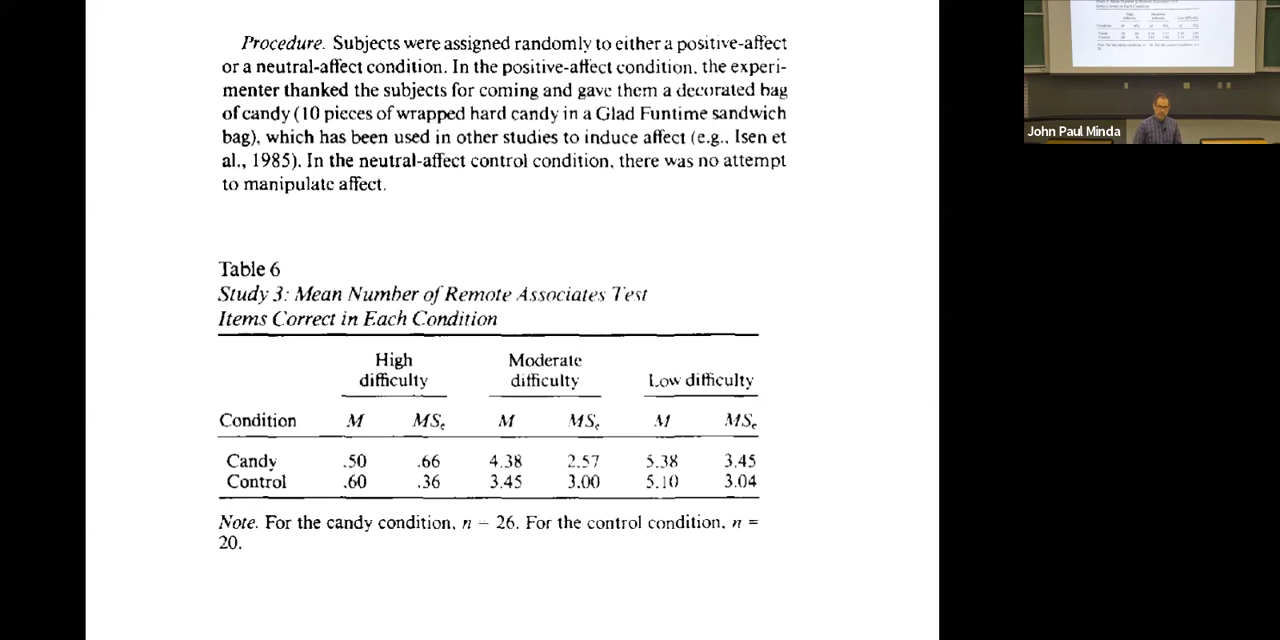 Procedure. Subjects were assigned randomly to either a positive-affect
or a neutral-affect condition. In the positive-affect condition, the experi-
menter thanked the subjects for coming and gave them a decorated bag
of candy (10 pieces of wrapped hard candy in a Glad Funtime sandwich
bag), which has been used in other studies to induce affect (e.g., Isen et
al., 1985). In the neutral-affect control condition, there was no attempt
to manipulate affect.
Table 6
Study 3: Mean Number of Remote Associates Test
Items Correct in Each Condition
High difficulty Moderate difficulty Low difficulty
Condition M MSe M MSe M MSe
Candy .50 .66 4.38 2.57 5.38 3.45
Control .60 .36 3.45 3.00 5.10 3.04
Note. For the candy condition, n = 26. For the control condition, n =
20.
John Paul Minda